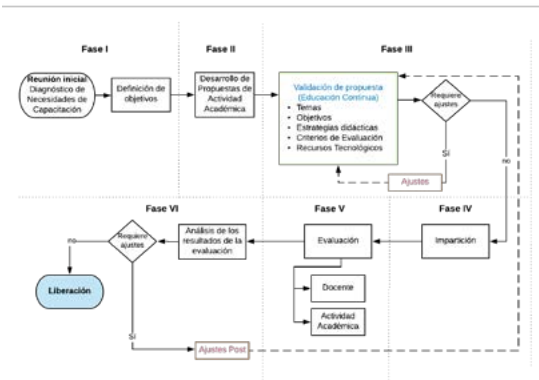 Fase I
Fase II
Fase III
Reunión inicial
Diagnóstico de
Necesidades de
Capacitación
Definición de
objetivos
Desarrollo de
Propuestas de
Actividad
Académica
Validación de propuesta
(Educación Continua)
• Temas
• Objetivos
• Estrategias didácticas
• Criterios de Evaluación
• Recursos Tecnológicos
Requiere
ajustes
Sí
no
Ajustes
Fase VI
Fase V
Fase IV
Requiere
ajustes
no
Análisis de los
resultados de la
evaluación
Evaluación
Impartición
Liberación
Docente
Actividad
Académica
Sí
Ajustes Post